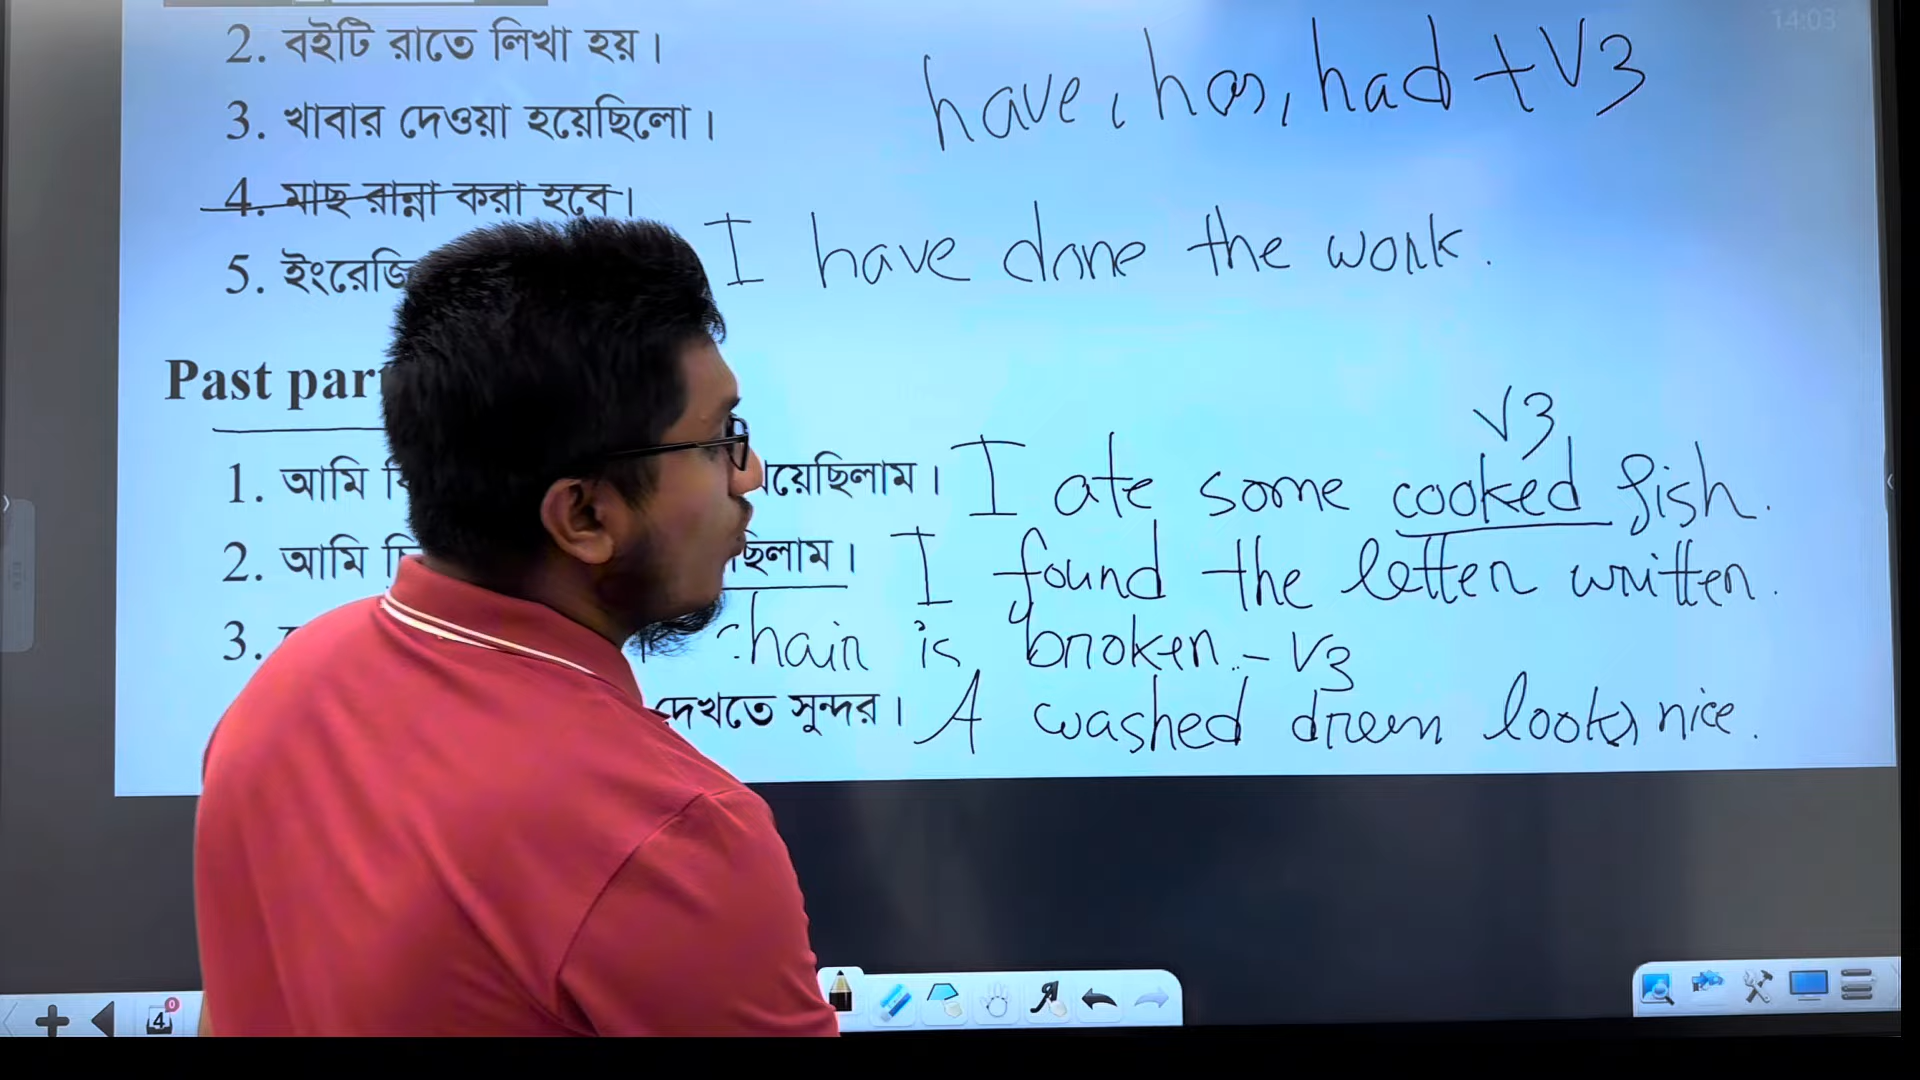 14:03
2. বইটি রাতে লিখা হয়।
have, has, had + V3
3. খাবার দেওয়া হয়েছিলো।
4. মাছ রান্না করা হবে।
5. ইংরেজি
I have done the work.
Past par
V3
1. আমি য়েছিলাম। I ate some cooked fish.
2. আমি ছিলাম। I found the letter written.
3. chair is broken. - V3
দেখতে সুন্দর। A washed dress looks nice.
4
0